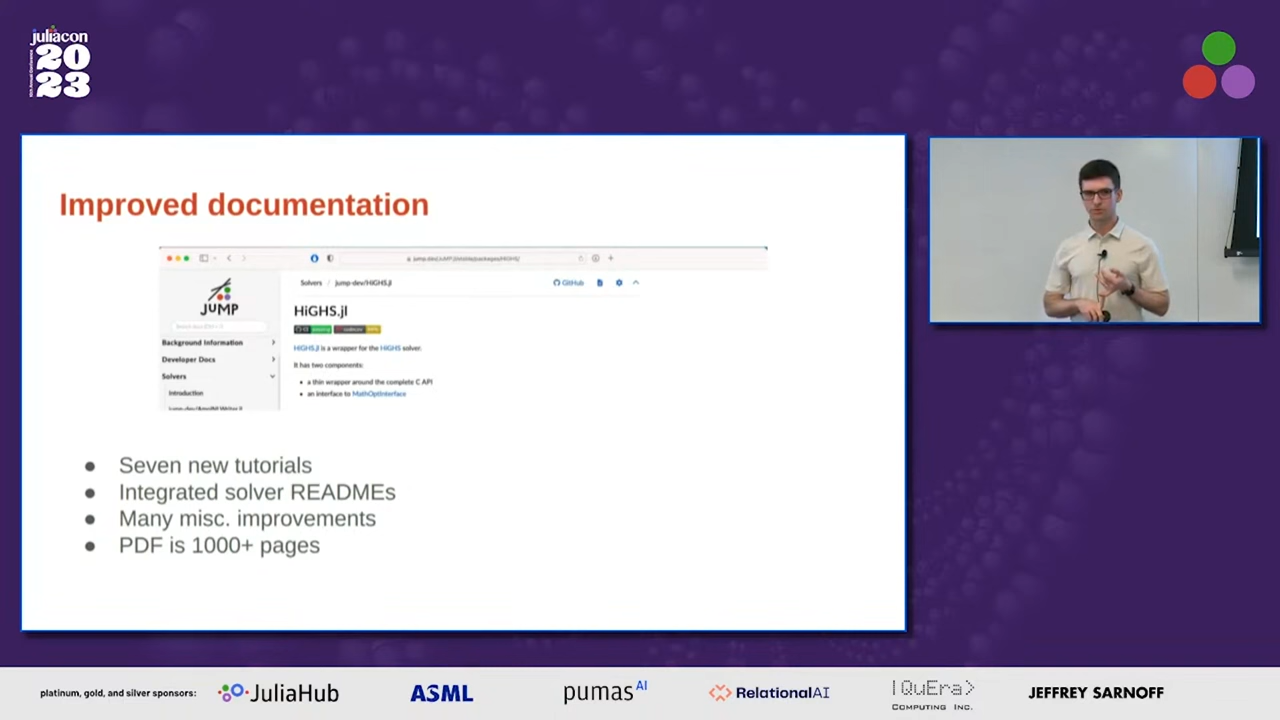 juliacon
20
23
Improved documentation
Solvers / jump-dev/HiGHS.jl
GitHub
JUMP
HiGHS.jl
Background Information
HiGHS.jl is a wrapper for the HiGHS solver.
Developer Docs
It has two components:
Solvers
• a thin wrapper around the complete C API
Introduction
• an interface to MathOptInterface
● Seven new tutorials
● Integrated solver READMEs
● Many misc. improvements
● PDF is 1000+ pages
platinum, gold, and silver sponsors:
JuliaHub
ASML
pumasAI
RelationalAI
|QuEra>
COMPUTING INC.
JEFFREY SARNOFF